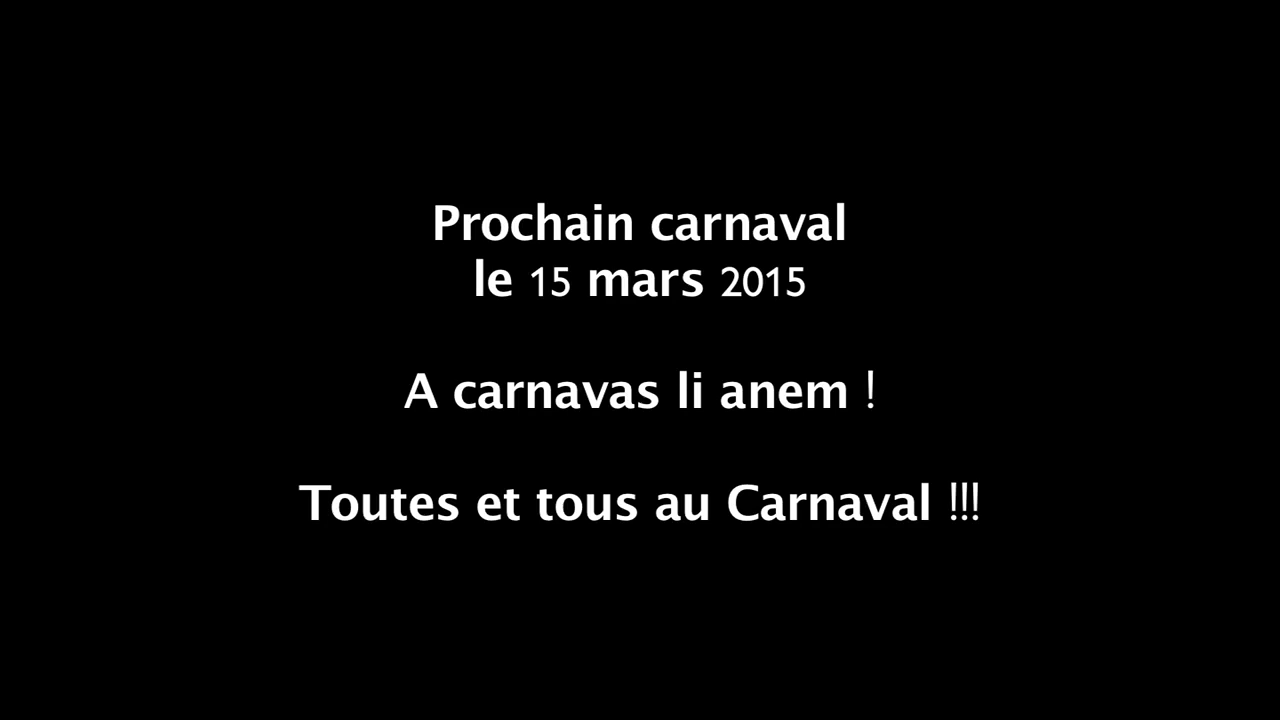 Prochain carnaval
le 15 mars 2015
A carnavas li anem !
Toutes et tous au Carnaval !!!